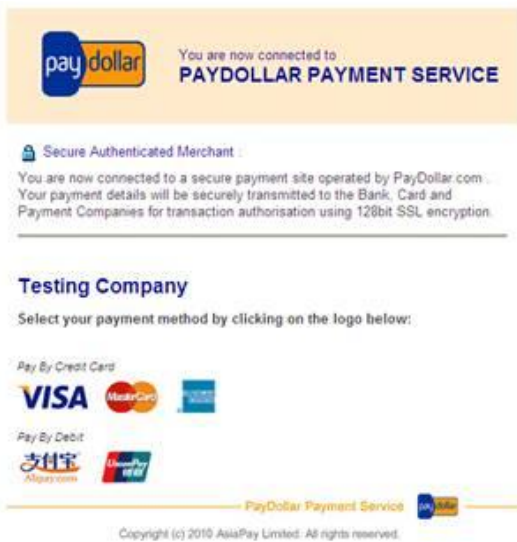 pay dollar
You are now connected to
PAYDOLLAR PAYMENT SERVICE
Secure Authenticated Merchant :
You are now connected to a secure payment site operated by PayDollar.com .
Your payment details will be securely transmitted to the Bank, Card and
Payment Companies for transaction authorisation using 128bit SSL encryption.
Testing Company
Select your payment method by clicking on the logo below:
Pay By Credit Card
VISA MasterCard
Pay By Debit
支付宝 UnionPay
Alipay.com 银联
PayDollar Payment Service pay dollar
Copyright (c) 2010 AsiaPay Limited. All rights reserved.